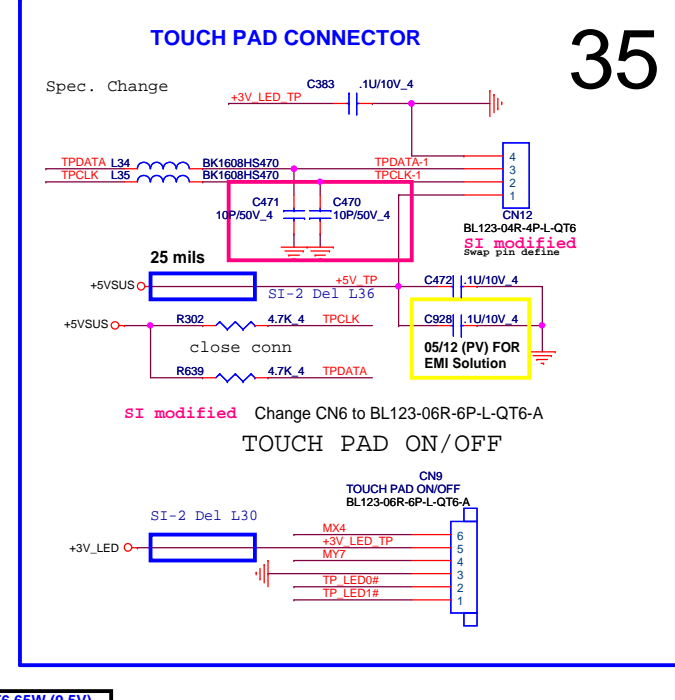 TOUCH PAD CONNECTOR
35
Spec. Change
C383 .1U/10V_4
+3V_LED_TP
TPDATA L34 BK1608HS470 TPDATA-1
TPCLK L35 BK1608HS470 TPCLK-1
4
3
2
1
CN12
BL123-04R-4P-L-QT6
SI modified
Swap pin define
C471 C470
10P/50V_4 10P/50V_4
25 mils
+5VSUS +5V_TP C472 .1U/10V_4
SI-2 Del L36
+5VSUS R302 4.7K_4 TPCLK C928 .1U/10V_4
close conn
05/12 (PV) FOR
EMI Solution
R639 4.7K_4 TPDATA
SI modified Change CN6 to BL123-06R-6P-L-QT6-A
TOUCH PAD ON/OFF
CN9
TOUCH PAD ON/OFF
BL123-06R-6P-L-QT6-A
SI-2 Del L30
MX4 6
+3V_LED +3V_LED_TP 5
MY7 4
3
TP_LED0# 2
TP_LED1# 1